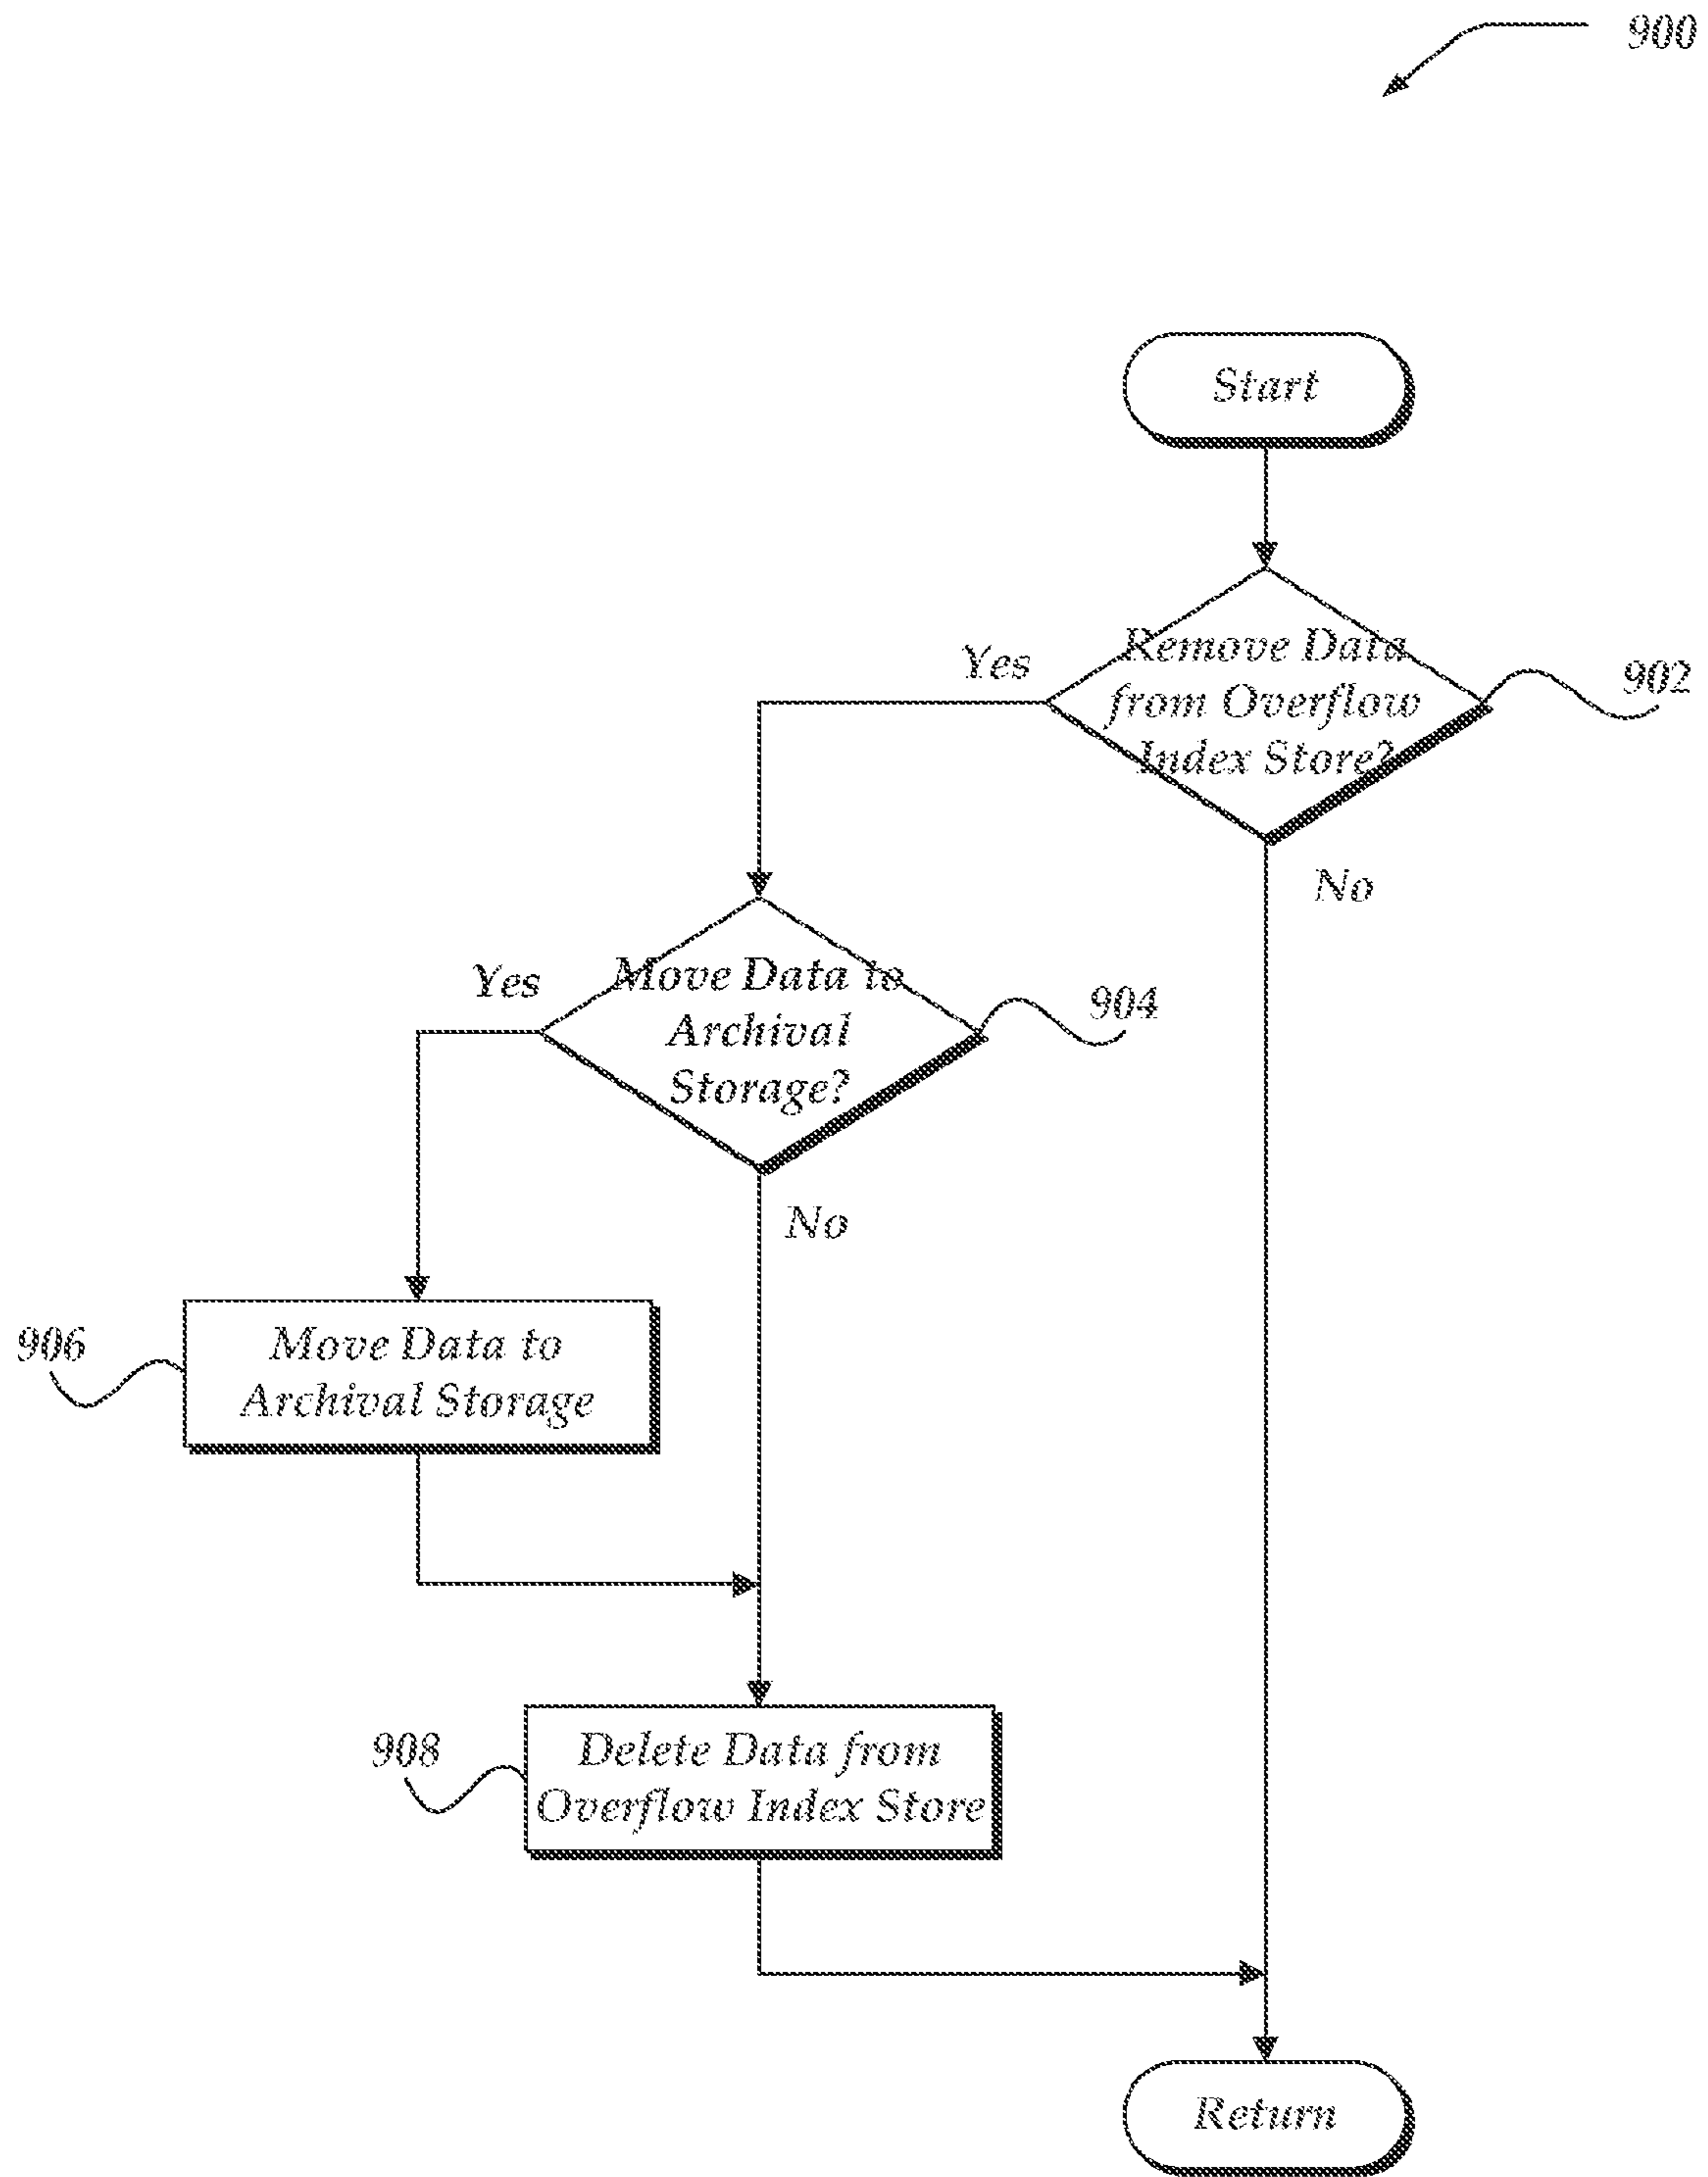 900
Start
Yes
Remove Data
from Overflow
Index Store?
902
No
Yes
Move Data to
Archival
Storage?
904
No
906
Move Data to
Archival Storage
908
Delete Data from
Overflow Index Store
Return